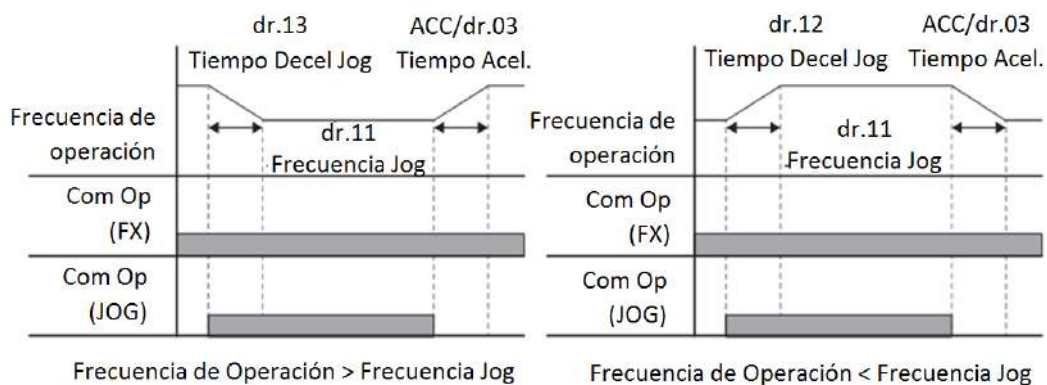 dr.13
Tiempo Decel Jog
ACC/dr.03
Tiempo Acel.
Frecuencia de
operación
dr.11
Frecuencia Jog
Com Op
(FX)
Com Op
(JOG)
Frecuencia de Operación > Frecuencia Jog
dr.12
Tiempo Decel Jog
ACC/dr.03
Tiempo Acel.
Frecuencia de
operación
dr.11
Frecuencia Jog
Com Op
(FX)
Com Op
(JOG)
Frecuencia de Operación < Frecuencia Jog